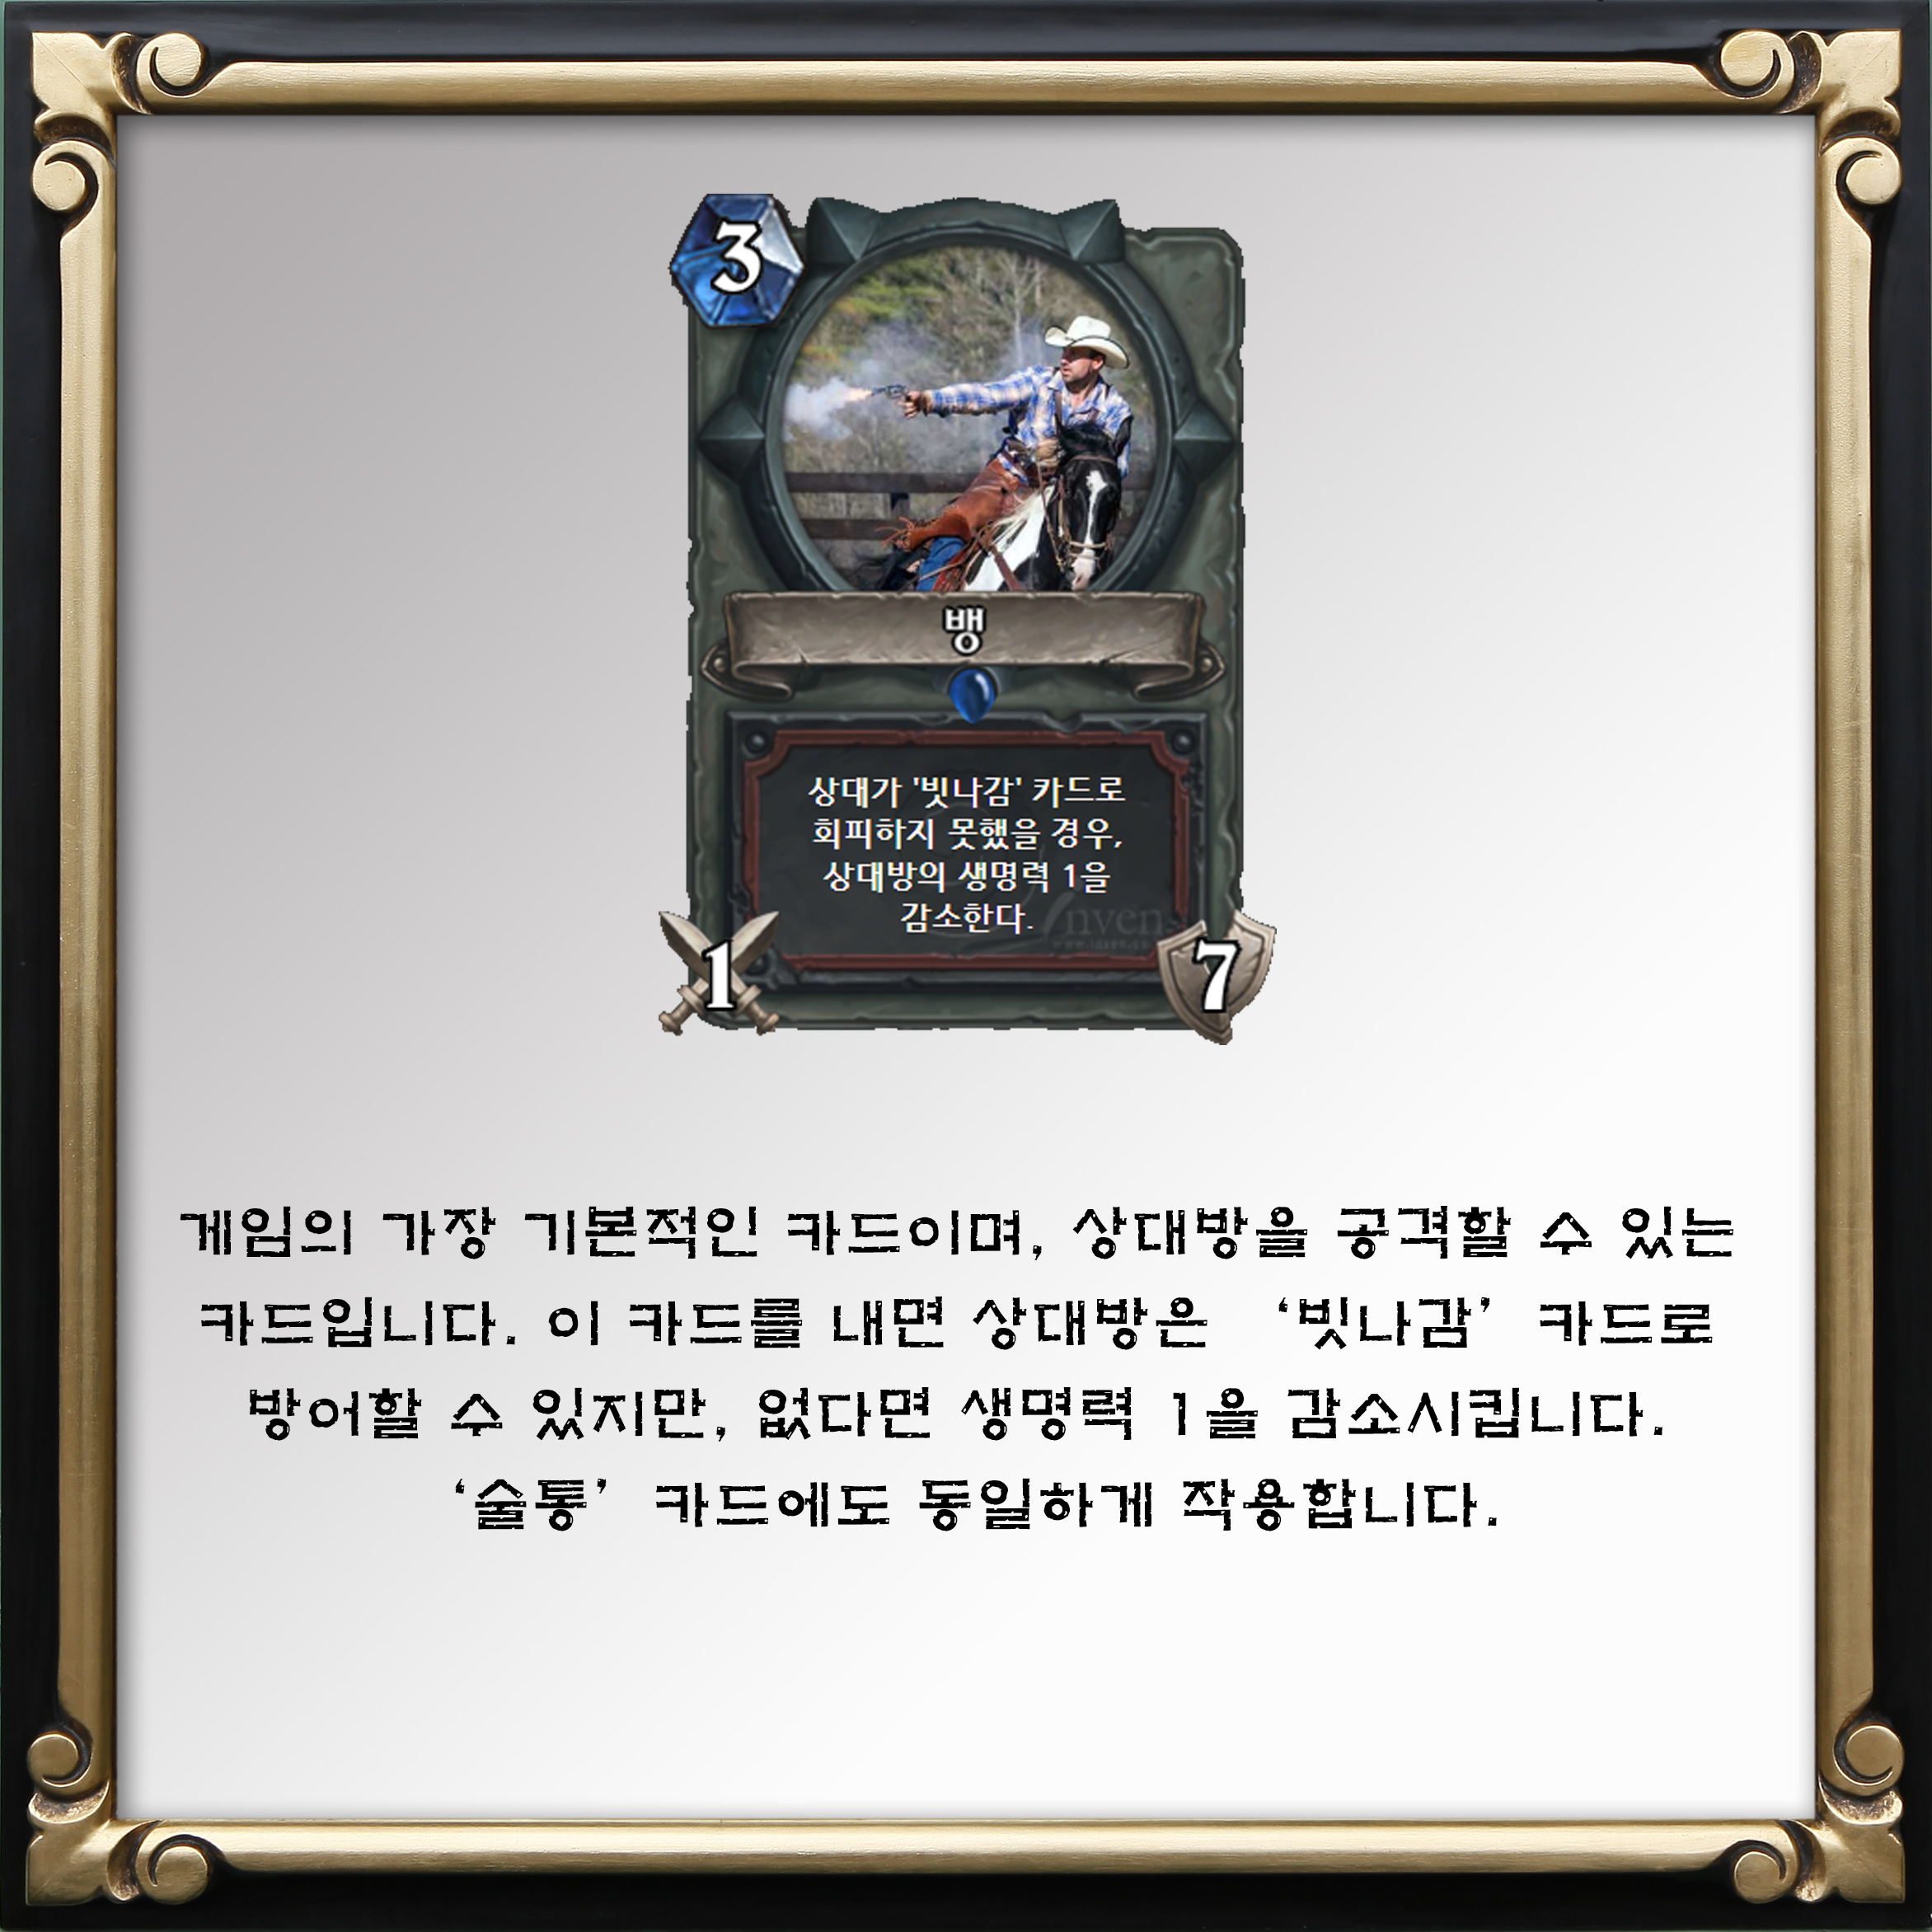 3
뱅
상대가 '빗나감' 카드로
회피하지 못했을 경우,
상대방의 생명력 1을
감소한다.
nven
1
7
게임의 가장 기본적인 카드이며, 상대방을 공격할 수 있는
카드입니다. 이 카드를 내면 상대방은 ‘빗나감’ 카드로
방어할 수 있지만, 없다면 생명력 1을 감소시킵니다.
‘술통’ 카드에도 동일하게 작용합니다.